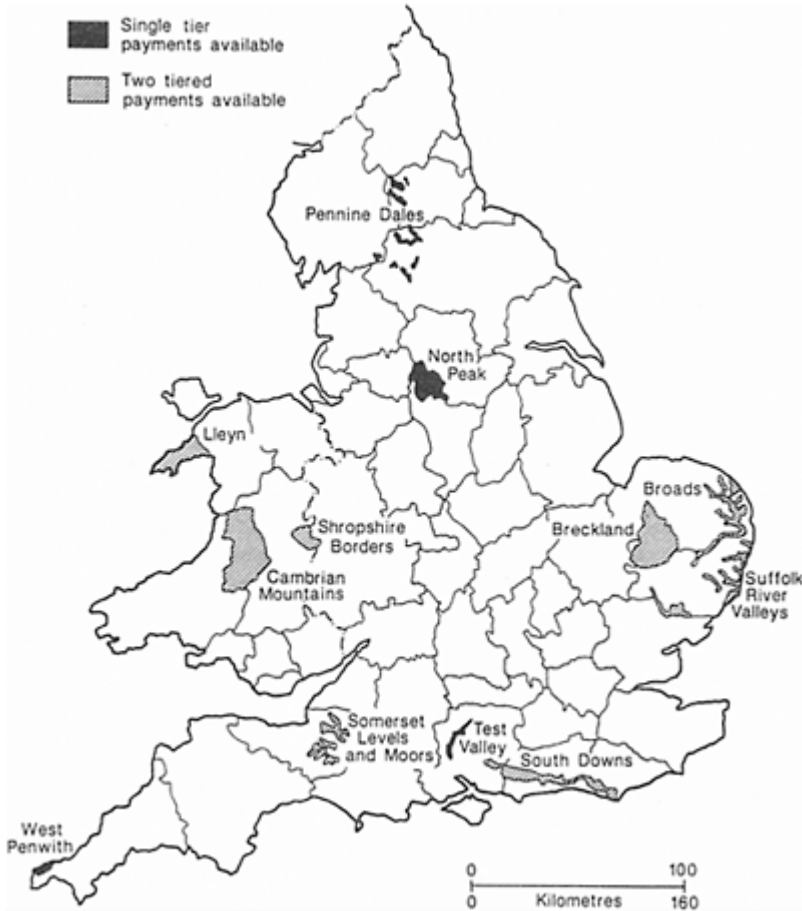 Single tier
payments available
Two tiered
payments available
Pennine Dales
North
Peak
Lleyn
Broads
Shropshire
Borders
Breckland
Cambrian
Mountains
Suffolk
River
Valleys
Somerset
Levels
and Moors
Test
Valley
South Downs
West
Penwith
0 100
Kilometres
0 160